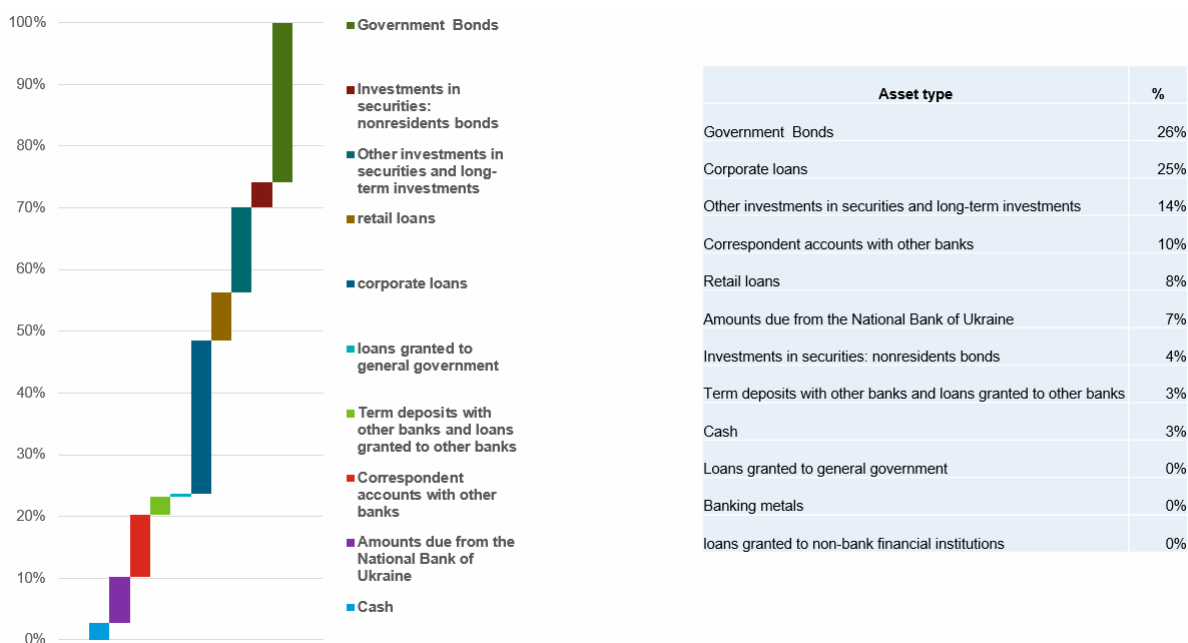 100%
90%
80%
70%
60%
50%
40%
30%
20%
10%
0%
Government Bonds
Investments in
securities:
nonresidents bonds
Other investments in
securities and long-
term investments
retail loans
corporate loans
loans granted to
general government
Term deposits with
other banks and loans
granted to other banks
Correspondent
accounts with other
banks
Amounts due from the
National Bank of
Ukraine
Cash
Asset type %
Government Bonds 26%
Corporate loans 25%
Other investments in securities and long-term investments 14%
Correspondent accounts with other banks 10%
Retail loans 8%
Amounts due from the National Bank of Ukraine 7%
Investments in securities: nonresidents bonds 4%
Term deposits with other banks and loans granted to other banks 3%
Cash 3%
Loans granted to general government 0%
Banking metals 0%
loans granted to non-bank financial institutions 0%